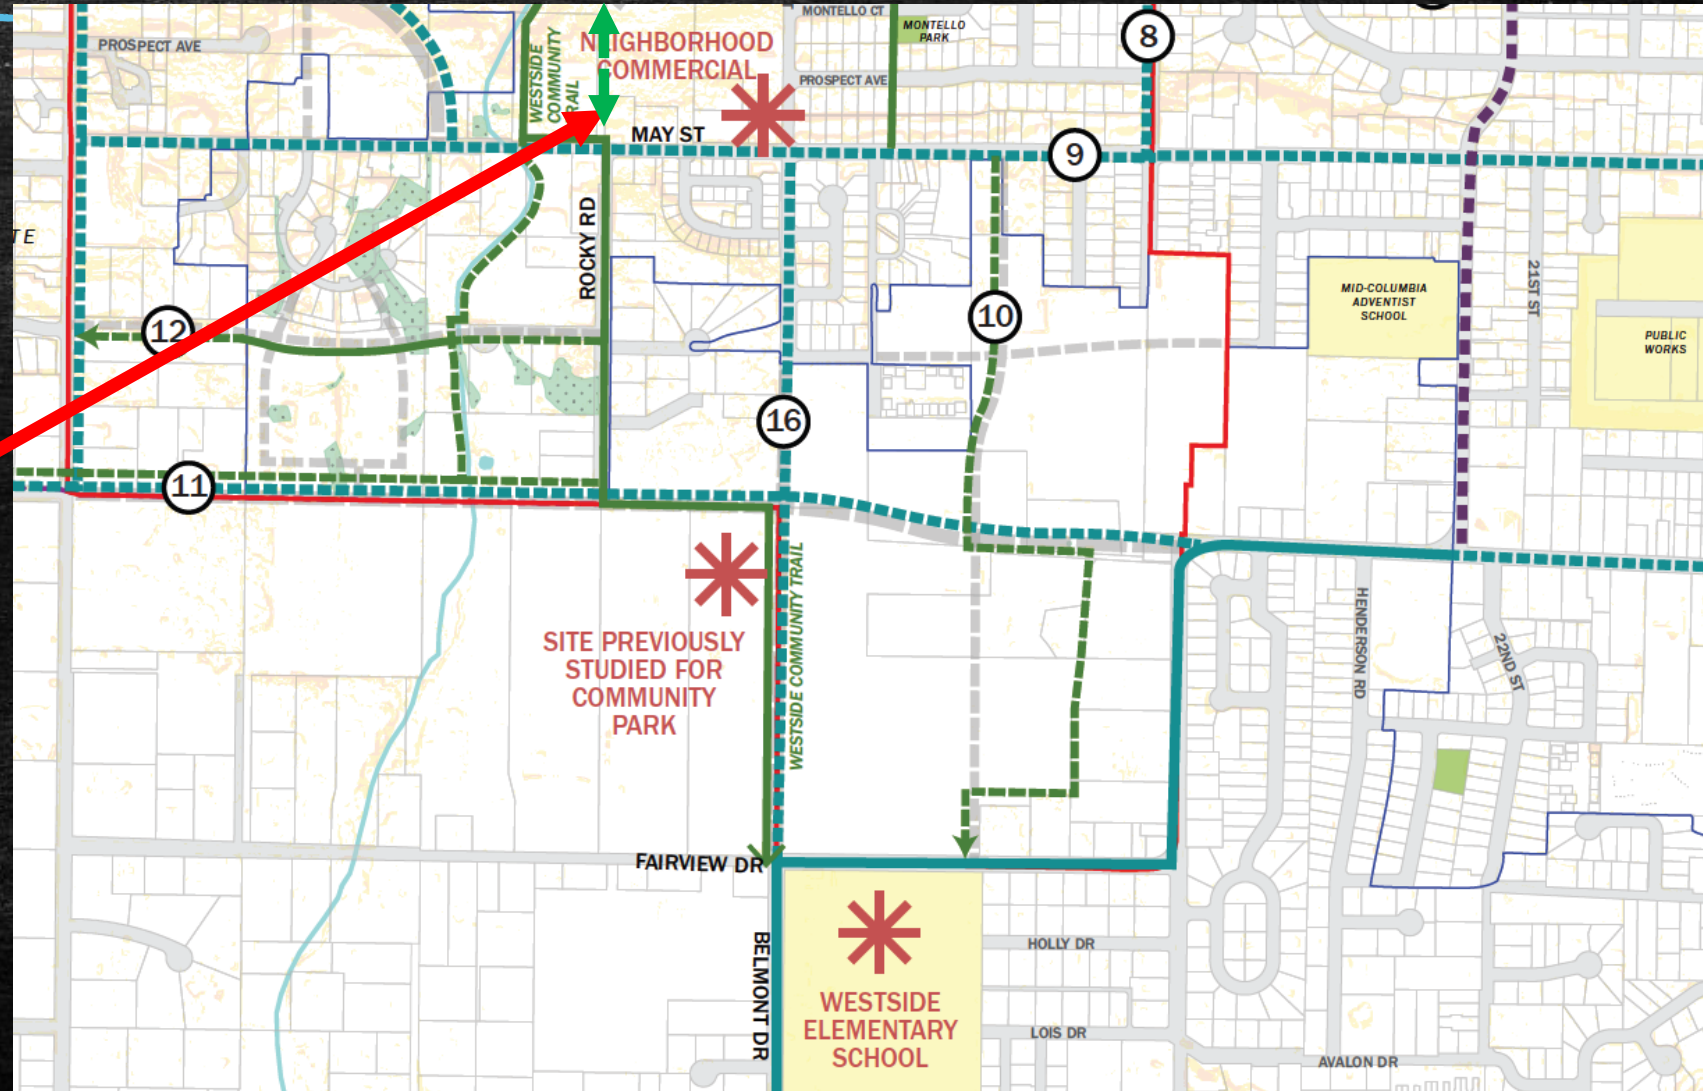 MONTELLO CT
MONTELLO
PARK
8
PROSPECT AVE
WESTSIDE
COMMUNITY
NEIGHBORHOOD
COMMERCIAL
PROSPECT AVE
MAY ST
9
ROCKY RD
TE
12
10
MID-COLUMBIA
ADVENTIST
SCHOOL
21ST ST
PUBLIC
WORKS
16
11
WESTSIDE COMMUNITY TRAIL
SITE PREVIOUSLY
STUDIED FOR
COMMUNITY
PARK
HENDERSON RD
22ND ST
FAIRVIEW DR
BELMONT DR
HOLLY DR
WESTSIDE
ELEMENTARY
SCHOOL
LOIS DR
AVALON DR